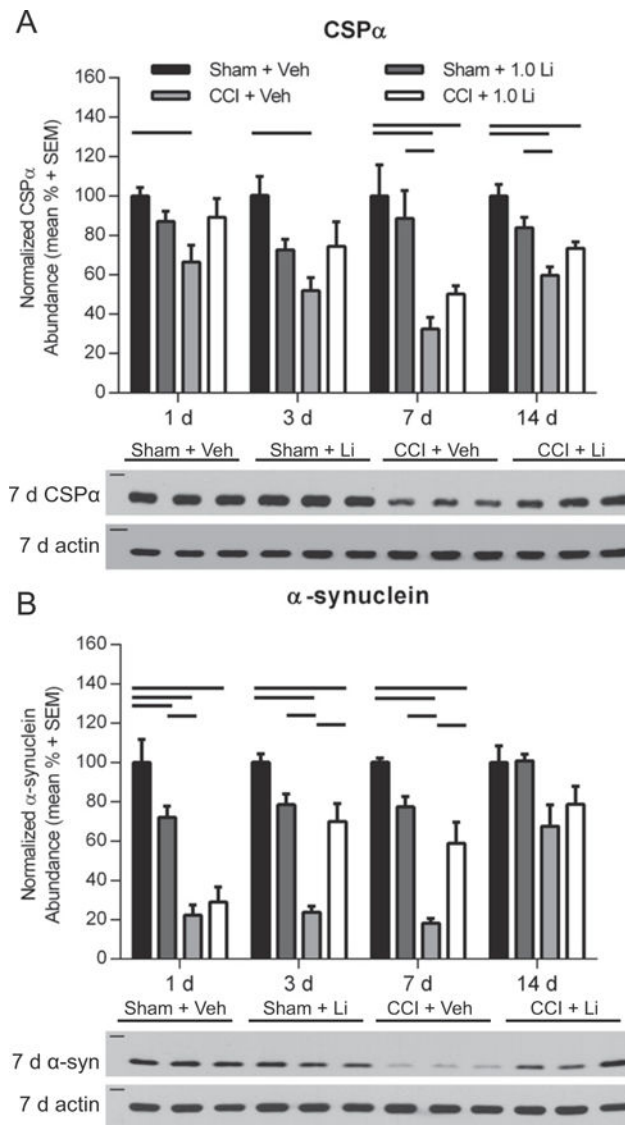 A
CSPα
Sham + Veh
Sham + 1.0 Li
CCI + Veh
CCI + 1.0 Li
Normalized CSPα
Abundance (mean % + SEM)
160
140
120
100
80
60
40
20
0
1 d
3 d
7 d
14 d
Sham + Veh
Sham + Li
CCI + Veh
CCI + Li
7 d CSPα
7 d actin
B
α-synuclein
Normalized α-synuclein
Abundance (mean % + SEM)
160
140
120
100
80
60
40
20
0
1 d
3 d
7 d
14 d
Sham + Veh
Sham + Li
CCI + Veh
CCI + Li
7 d α-syn
7 d actin